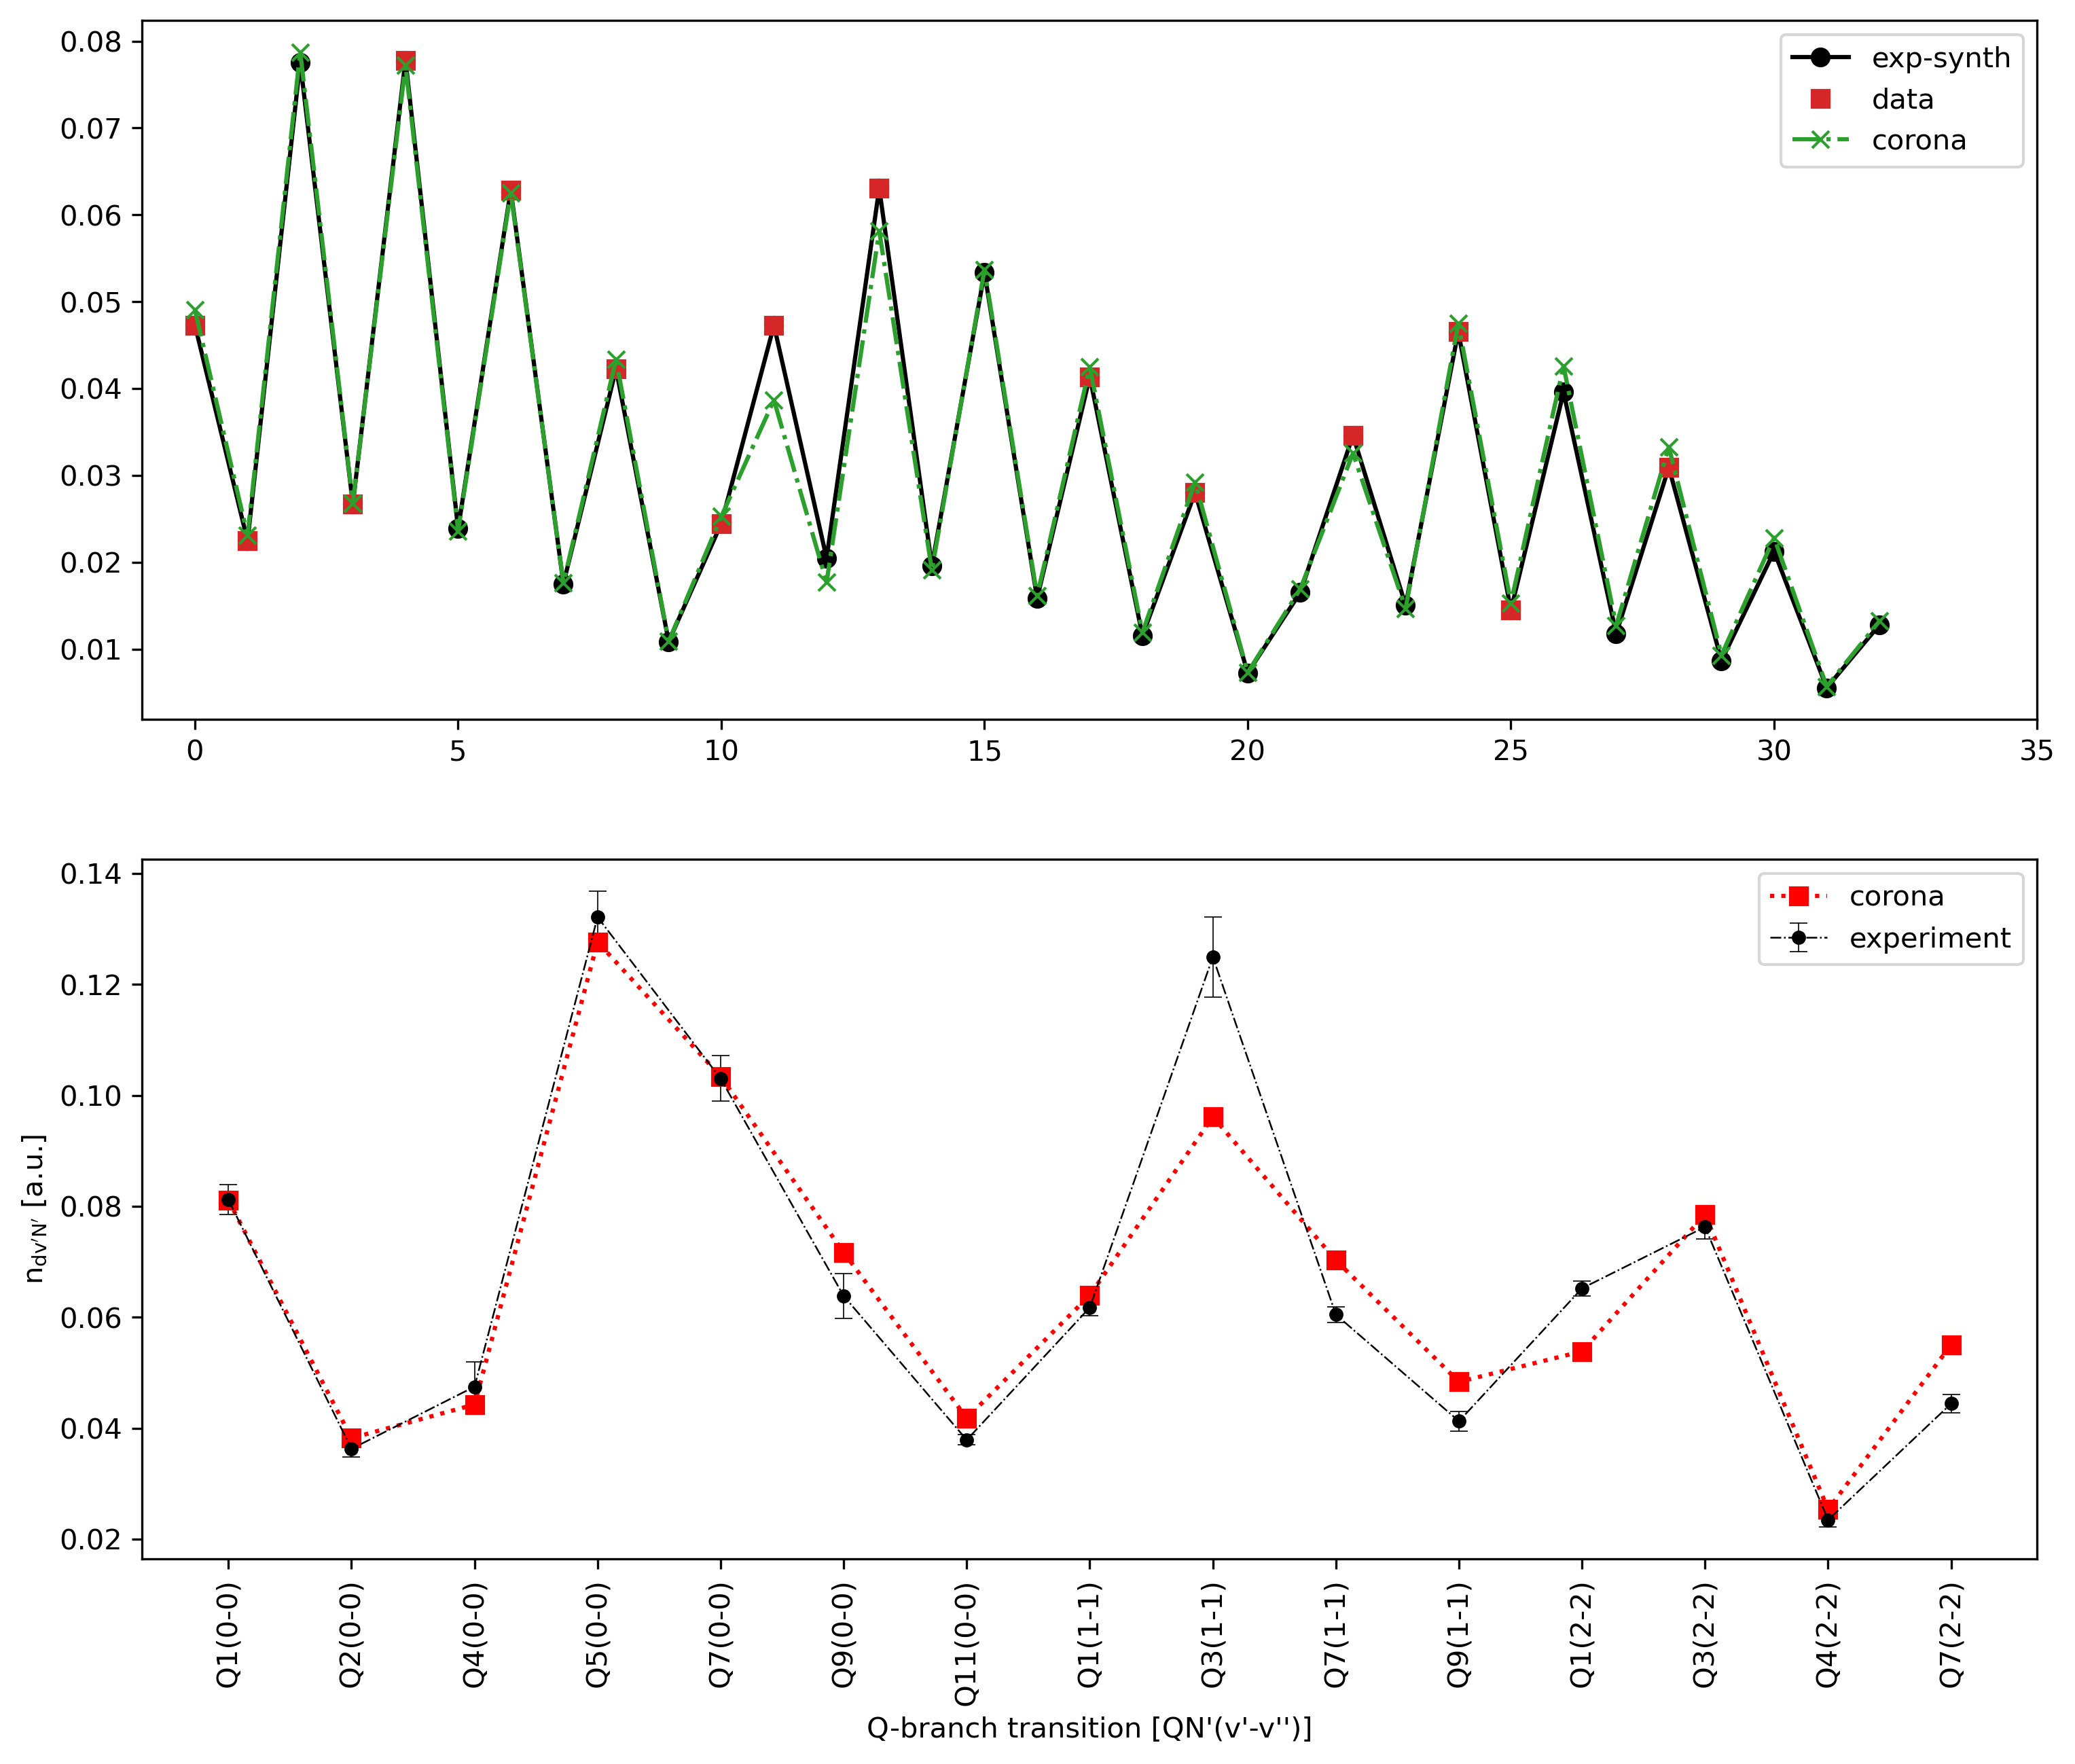 0.08
0.07
0.06
0.05
0.04
0.03
0.02
0.01
exp-synth
data
corona
0 5 10 15 20 25 30 35
0.14
0.12
0.10
0.08
0.06
0.04
0.02
n_dv'N' [a.u.]
corona
experiment
Q1(0-0) Q2(0-0) Q4(0-0) Q5(0-0) Q7(0-0) Q9(0-0) Q11(0-0) Q1(1-1) Q3(1-1) Q7(1-1) Q9(1-1) Q1(2-2) Q3(2-2) Q4(2-2) Q7(2-2)
Q-branch transition [QN'(v'-v'')]